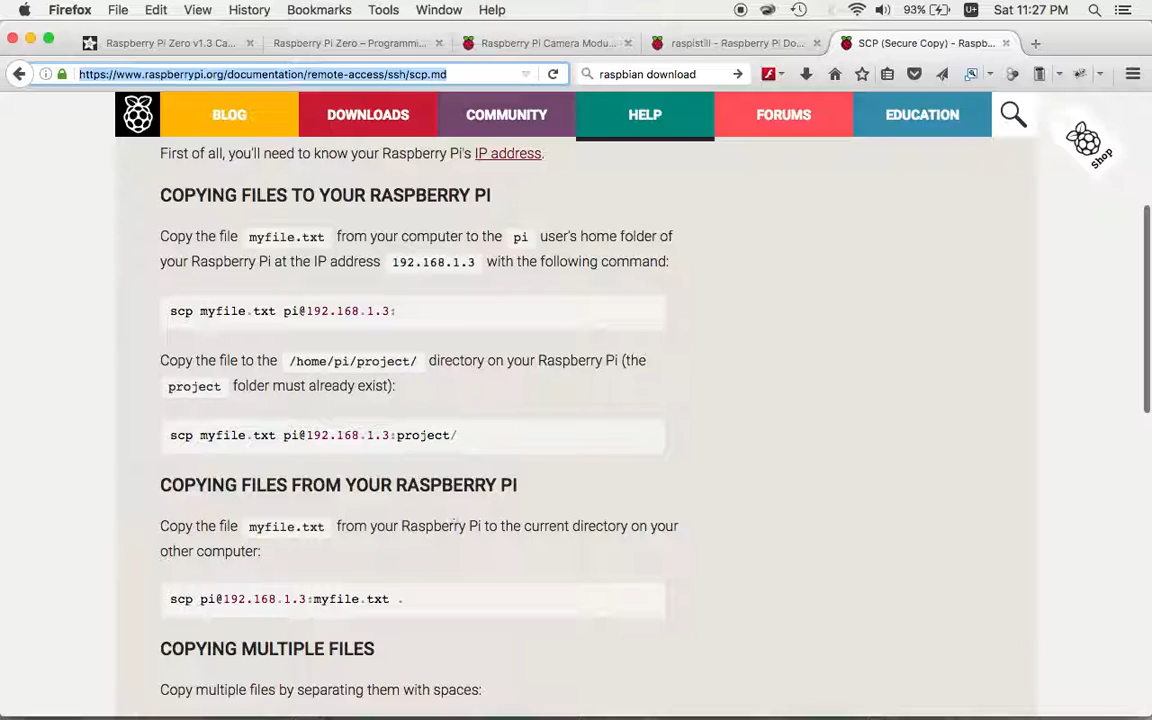 Firefox File Edit View History Bookmarks Tools Window Help 93% U+ Sat 11:27 PM
Raspberry Pi Zero v1.3 Ca... Raspberry Pi Zero – Programmi... Raspberry Pi Camera Modu... raspistill - Raspberry Pi Do... SCP (Secure Copy) - Raspb...
https://www.raspberrypi.org/documentation/remote-access/ssh/scp.md raspbian download
BLOG DOWNLOADS COMMUNITY HELP FORUMS EDUCATION
Shop
First of all, you'll need to know your Raspberry Pi's IP address.
COPYING FILES TO YOUR RASPBERRY PI
Copy the file myfile.txt from your computer to the pi user's home folder of
your Raspberry Pi at the IP address 192.168.1.3 with the following command:
scp myfile.txt pi@192.168.1.3:
Copy the file to the /home/pi/project/ directory on your Raspberry Pi (the
project folder must already exist):
scp myfile.txt pi@192.168.1.3:project/
COPYING FILES FROM YOUR RASPBERRY PI
Copy the file myfile.txt from your Raspberry Pi to the current directory on your
other computer:
scp pi@192.168.1.3:myfile.txt .
COPYING MULTIPLE FILES
Copy multiple files by separating them with spaces: